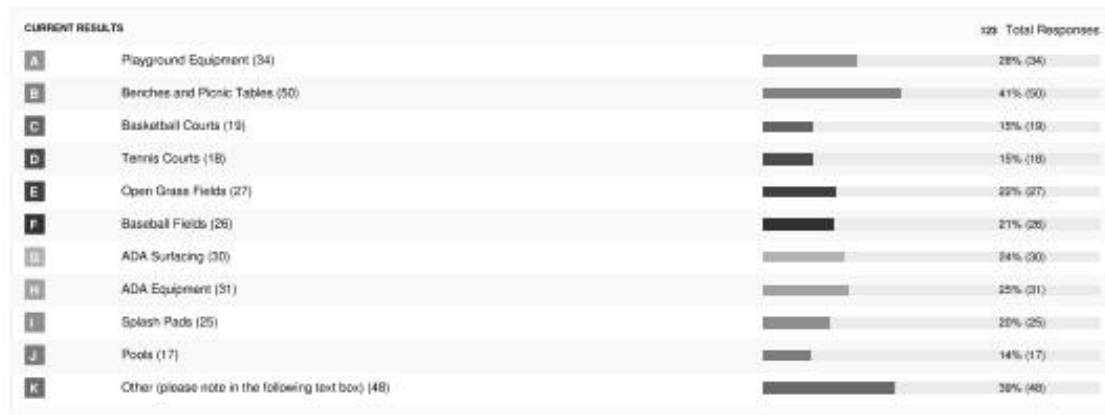 CURRENT RESULTS 123 Total Responses
A Playground Equipment (34) 28% (34)
B Benches and Picnic Tables (50) 41% (50)
C Basketball Courts (19) 15% (19)
D Tennis Courts (18) 15% (18)
E Open Grass Fields (27) 22% (27)
F Baseball Fields (26) 21% (26)
G ADA Surfacing (30) 24% (30)
H ADA Equipment (31) 25% (31)
I Splash Pads (25) 20% (25)
J Pools (17) 14% (17)
K Other (please note in the following text box) (48) 39% (48)